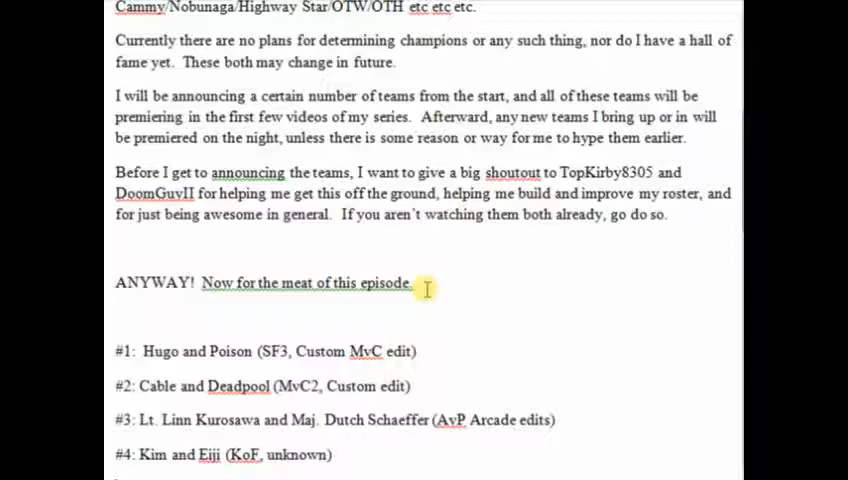 Cammy/Nobunaga/Highway Star/OTW/OTH etc etc etc.
Currently there are no plans for determining champions or any such thing, nor do I have a hall of
fame yet.  These both may change in future.
I will be announcing a certain number of teams from the start, and all of these teams will be
premiering in the first few videos of my series.  Afterward, any new teams I bring up or in will
be premiered on the night, unless there is some reason or way for me to hype them earlier.
Before I get to announcing the teams, I want to give a big shoutout to TopKirby8305 and
DoomGuyII for helping me get this off the ground, helping me build and improve my roster, and
for just being awesome in general.  If you aren't watching them both already, go do so.
ANYWAY!  Now for the meat of this episode.
#1:  Hugo and Poison (SF3, Custom MvC edit)
#2: Cable and Deadpool (MvC2, Custom edit)
#3: Lt. Linn Kurosawa and Maj. Dutch Schaeffer (AvP Arcade edits)
#4: Kim and Eiji (KoF, unknown)